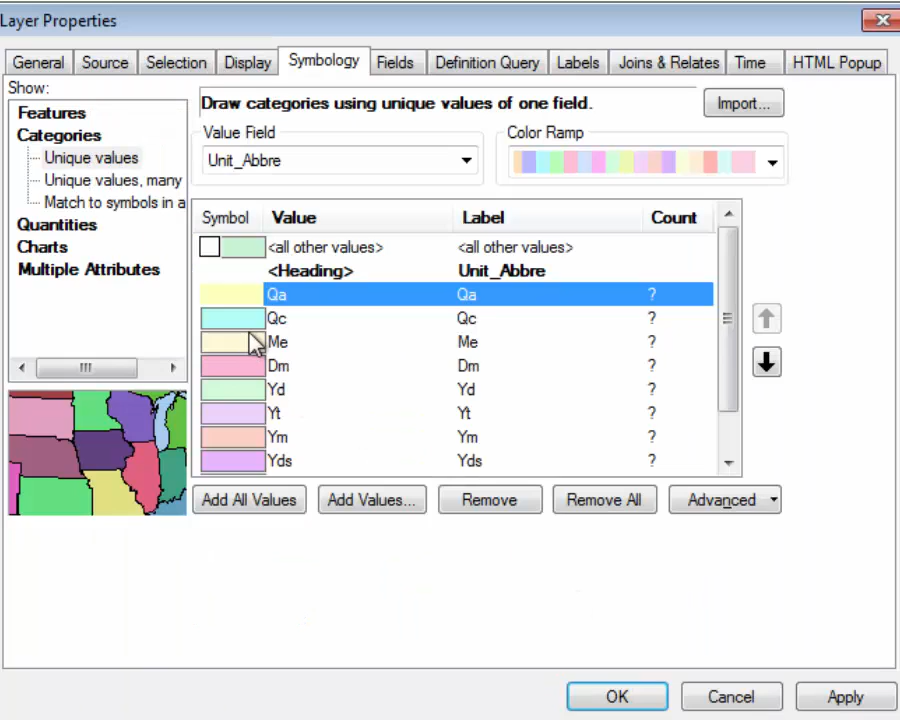 Layer Properties
General Source Selection Display Symbology Fields Definition Query Labels Joins & Relates Time HTML Popup
Show:
Features
Categories
Unique values
Unique values, many
Match to symbols in a
Quantities
Charts
Multiple Attributes
Draw categories using unique values of one field.
Import...
Value Field
Unit_Abbre
Color Ramp
Symbol Value Label Count
<all other values> <all other values>
<Heading> Unit_Abbre
Qa Qa ?
Qc Qc ?
Me Me ?
Dm Dm ?
Yd Yd ?
Yt Yt ?
Ym Ym ?
Yds Yds ?
Add All Values Add Values... Remove Remove All Advanced
OK Cancel Apply